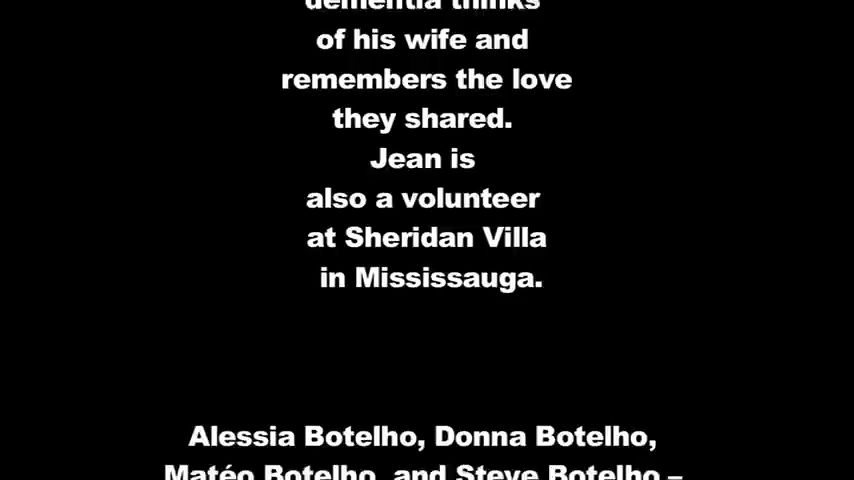 dementia thinks
of his wife and
remembers the love
they shared.
Jean is
also a volunteer
at Sheridan Villa
in Mississauga.
Alessia Botelho, Donna Botelho,
Matéo Botelho, and Steve Botelho –